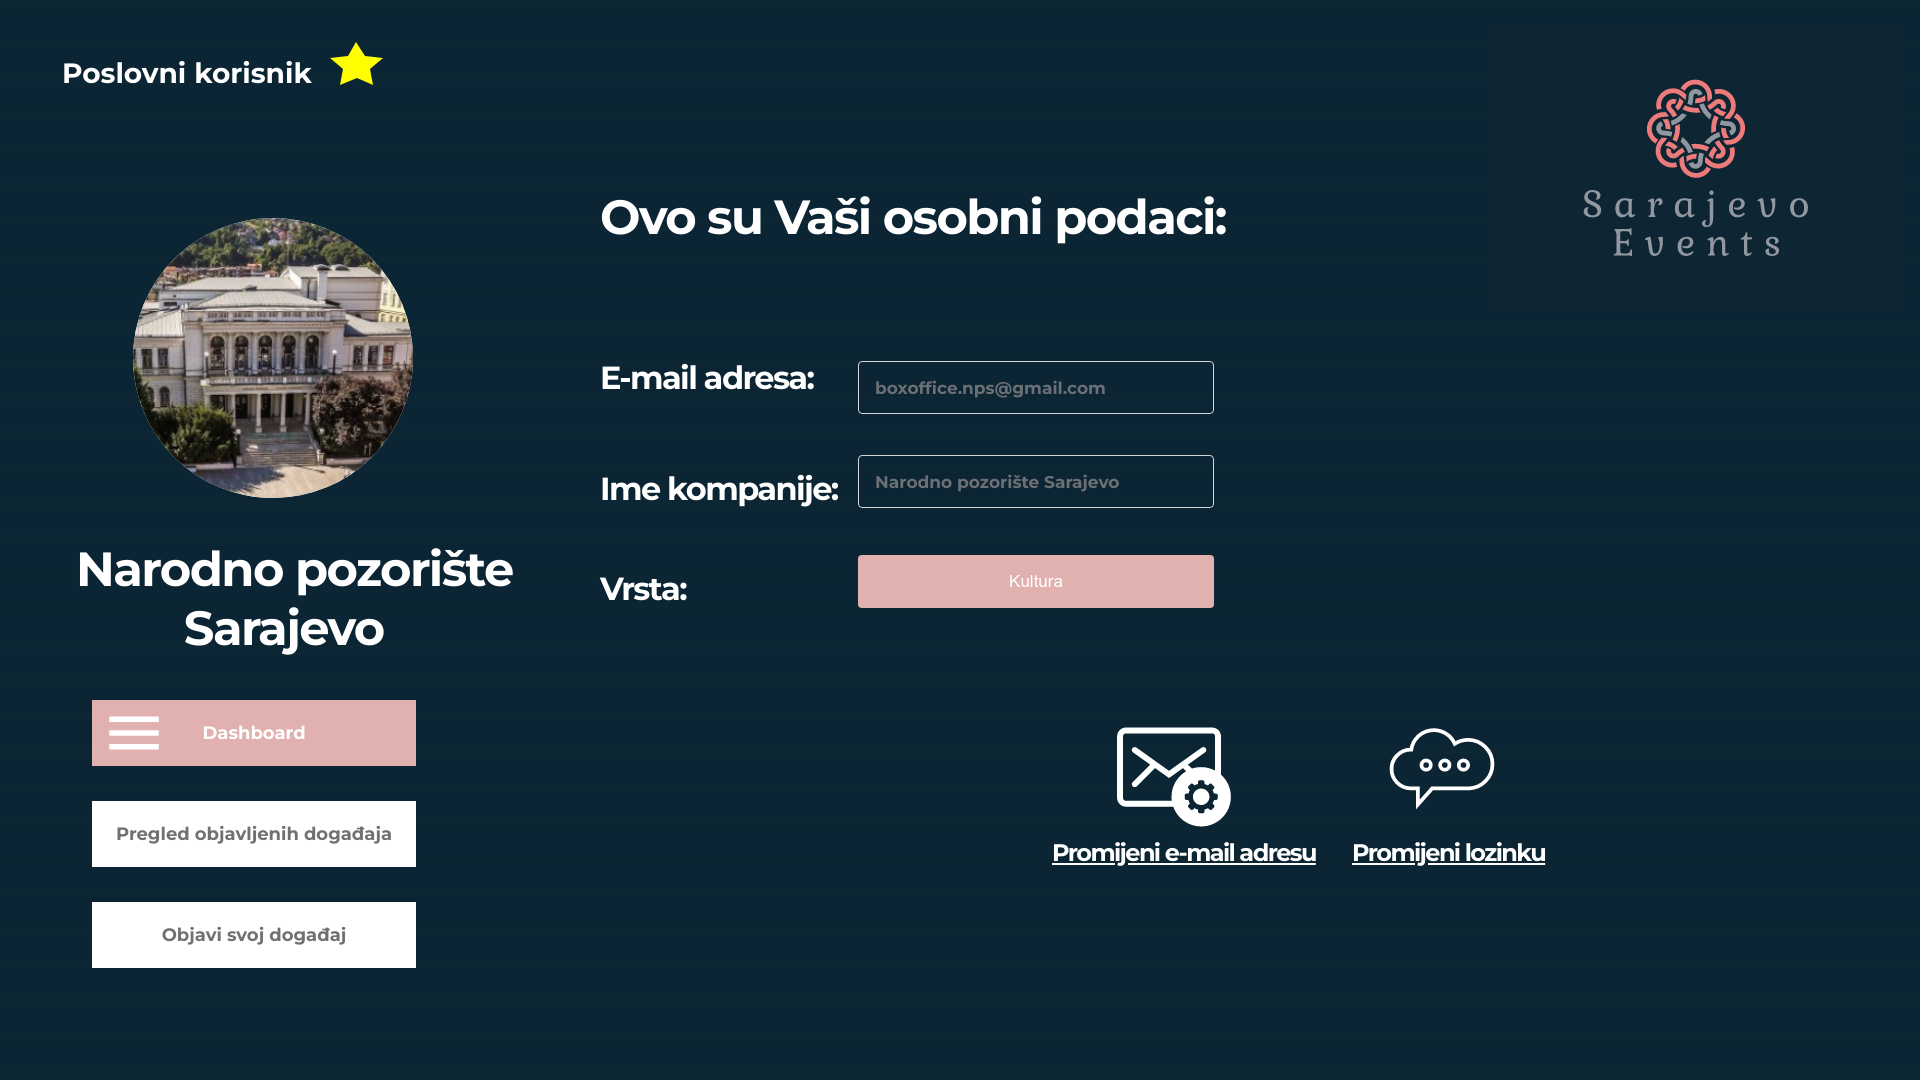 Poslovni korisnik
Sarajevo
Events
Ovo su Vaši osobni podaci:
E-mail adresa:
boxoffice.nps@gmail.com
Ime kompanije:
Narodno pozorište Sarajevo
Vrsta:
Kultura
Narodno pozorište
Sarajevo
Dashboard
Pregled objavljenih događaja
Objavi svoj događaj
Promijeni e-mail adresu
Promijeni lozinku